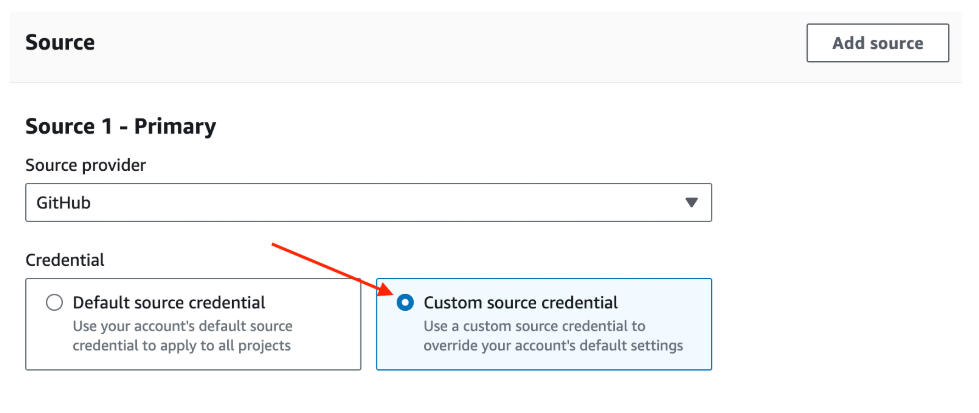 Source
Add source
Source 1 - Primary
Source provider
GitHub
Credential
Default source credential
Use your account's default source
credential to apply to all projects
Custom source credential
Use a custom source credential to
override your account's default settings